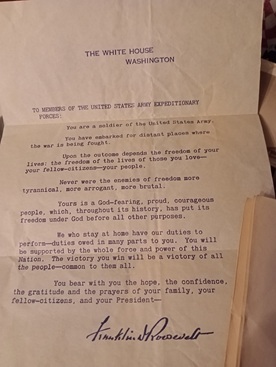 THE WHITE HOUSE
WASHINGTON
TO MEMBERS OF THE UNITED STATES ARMY EXPEDITIONARY
FORCES:
You are a soldier of the United States Army.
You have embarked for distant places where
the war is being fought.
Upon the outcome depends the freedom of your
lives: the freedom of the lives of those you love—
your fellow-citizens—your people.
Never were the enemies of freedom more
tyrannical, more arrogant, more brutal.
Yours is a God-fearing, proud, courageous
people, which, throughout its history, has put its
freedom under God before all other purposes.
We who stay at home have our duties to
perform—duties owed in many parts to you. You will
be supported by the whole force and power of this
Nation. The victory you win will be a victory of all
the people—common to them all.
You bear with you the hope, the confidence,
the gratitude and the prayers of your family, your
fellow-citizens, and your President—
Franklin D Roosevelt